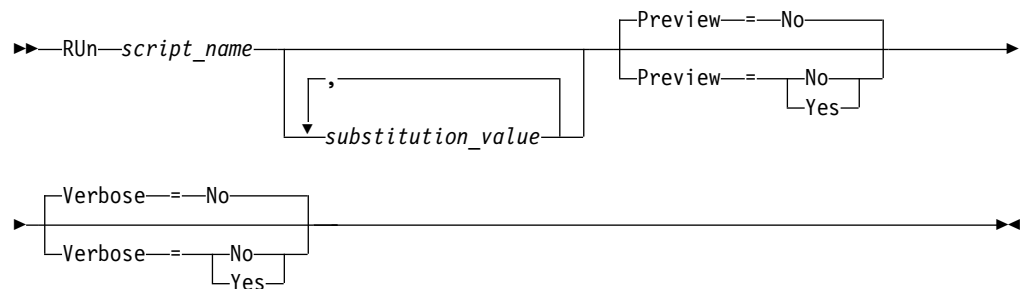 Preview = No
RUn script_name
,
Preview = No
Yes
substitution_value
Verbose = No
Verbose = No
Yes